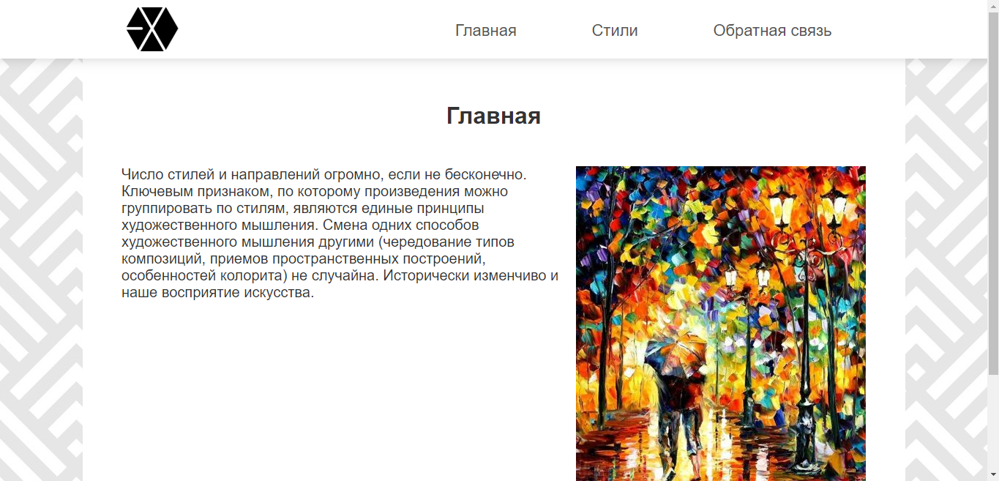 Главная Стили Обратная связь
Главная
Число стилей и направлений огромно, если не бесконечно.
Ключевым признаком, по которому произведения можно
группировать по стилям, являются единые принципы
художественного мышления. Смена одних способов
художественного мышления другими (чередование типов
композиций, приемов пространственных построений,
особенностей колорита) не случайна. Исторически изменчиво и
наше восприятие искусства.